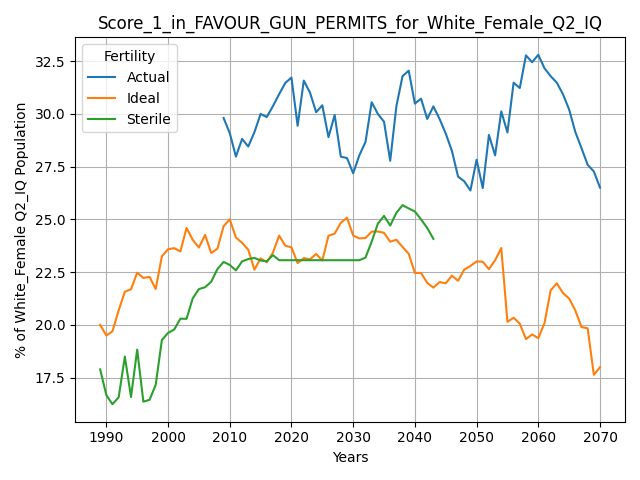 Score_1_in_FAVOUR_GUN_PERMITS_for_White_Female_Q2_IQ
Fertility
Actual
Ideal
Sterile
% of White_Female Q2_IQ Population
32.5
30.0
27.5
25.0
22.5
20.0
17.5
1990 2000 2010 2020 2030 2040 2050 2060 2070
Years